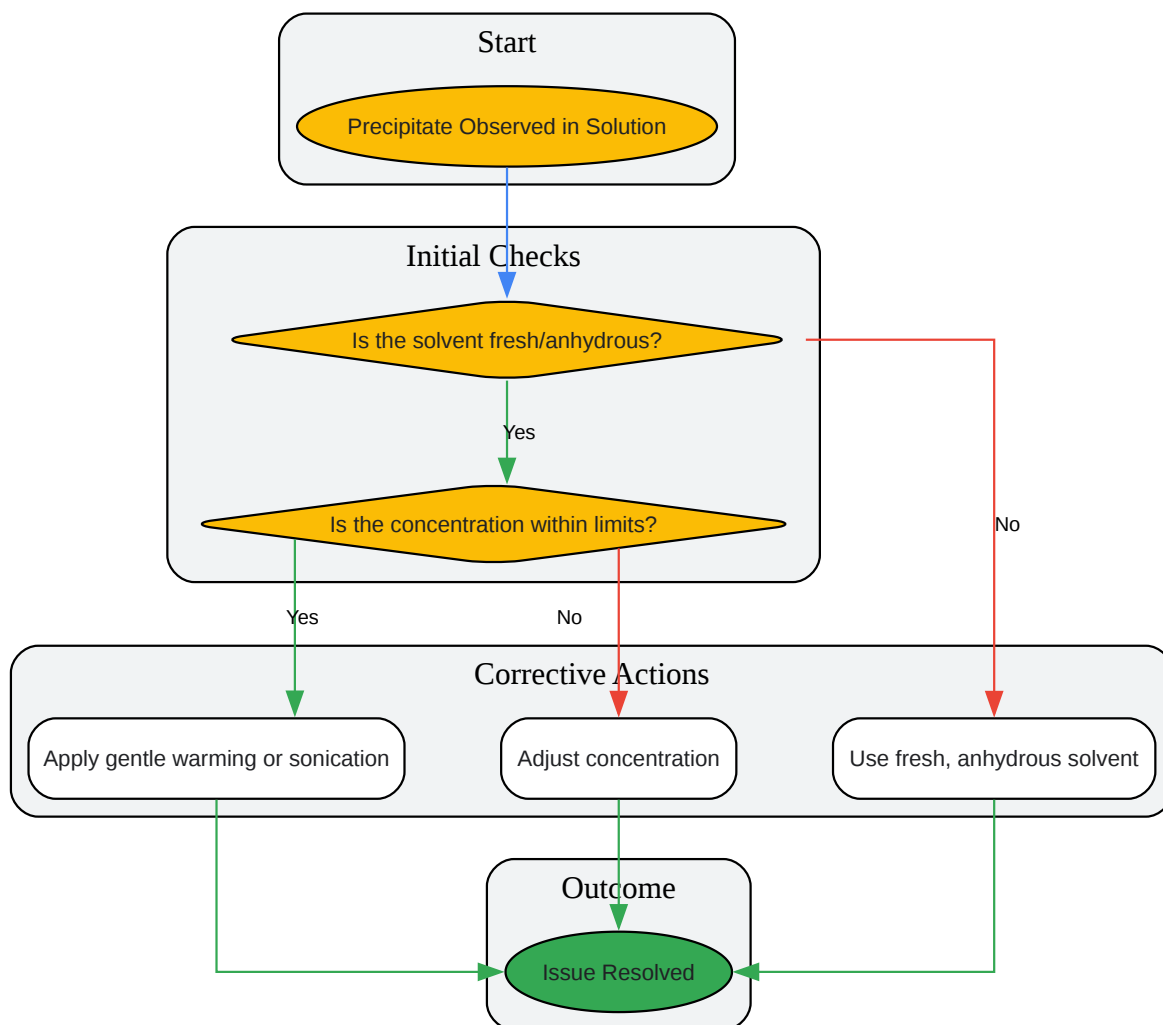 Start
Precipitate Observed in Solution
Initial Checks
Is the solvent fresh/anhydrous?
Yes
Is the concentration within limits?
No
Yes
No
Corrective Actions
Apply gentle warming or sonication
Adjust concentration
Use fresh, anhydrous solvent
Outcome
Issue Resolved